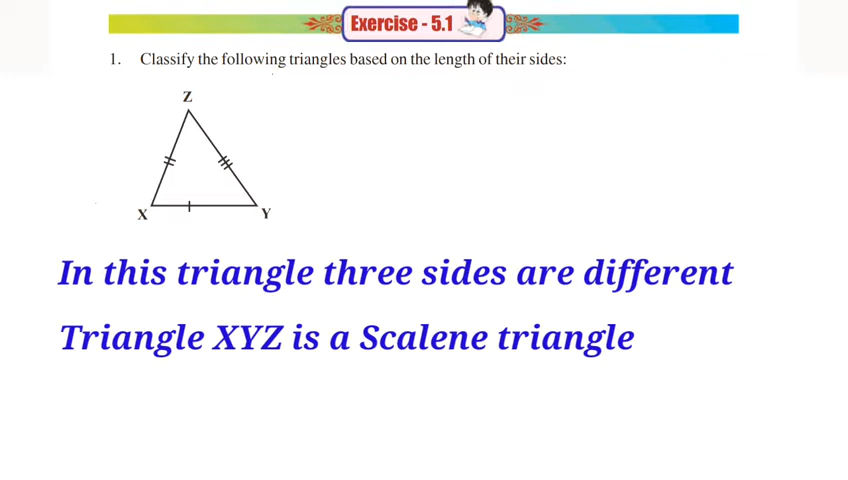 Exercise - 5.1
1. Classify the following triangles based on the length of their sides:
Z
X
Y
In this triangle three sides are different
Triangle XYZ is a Scalene triangle